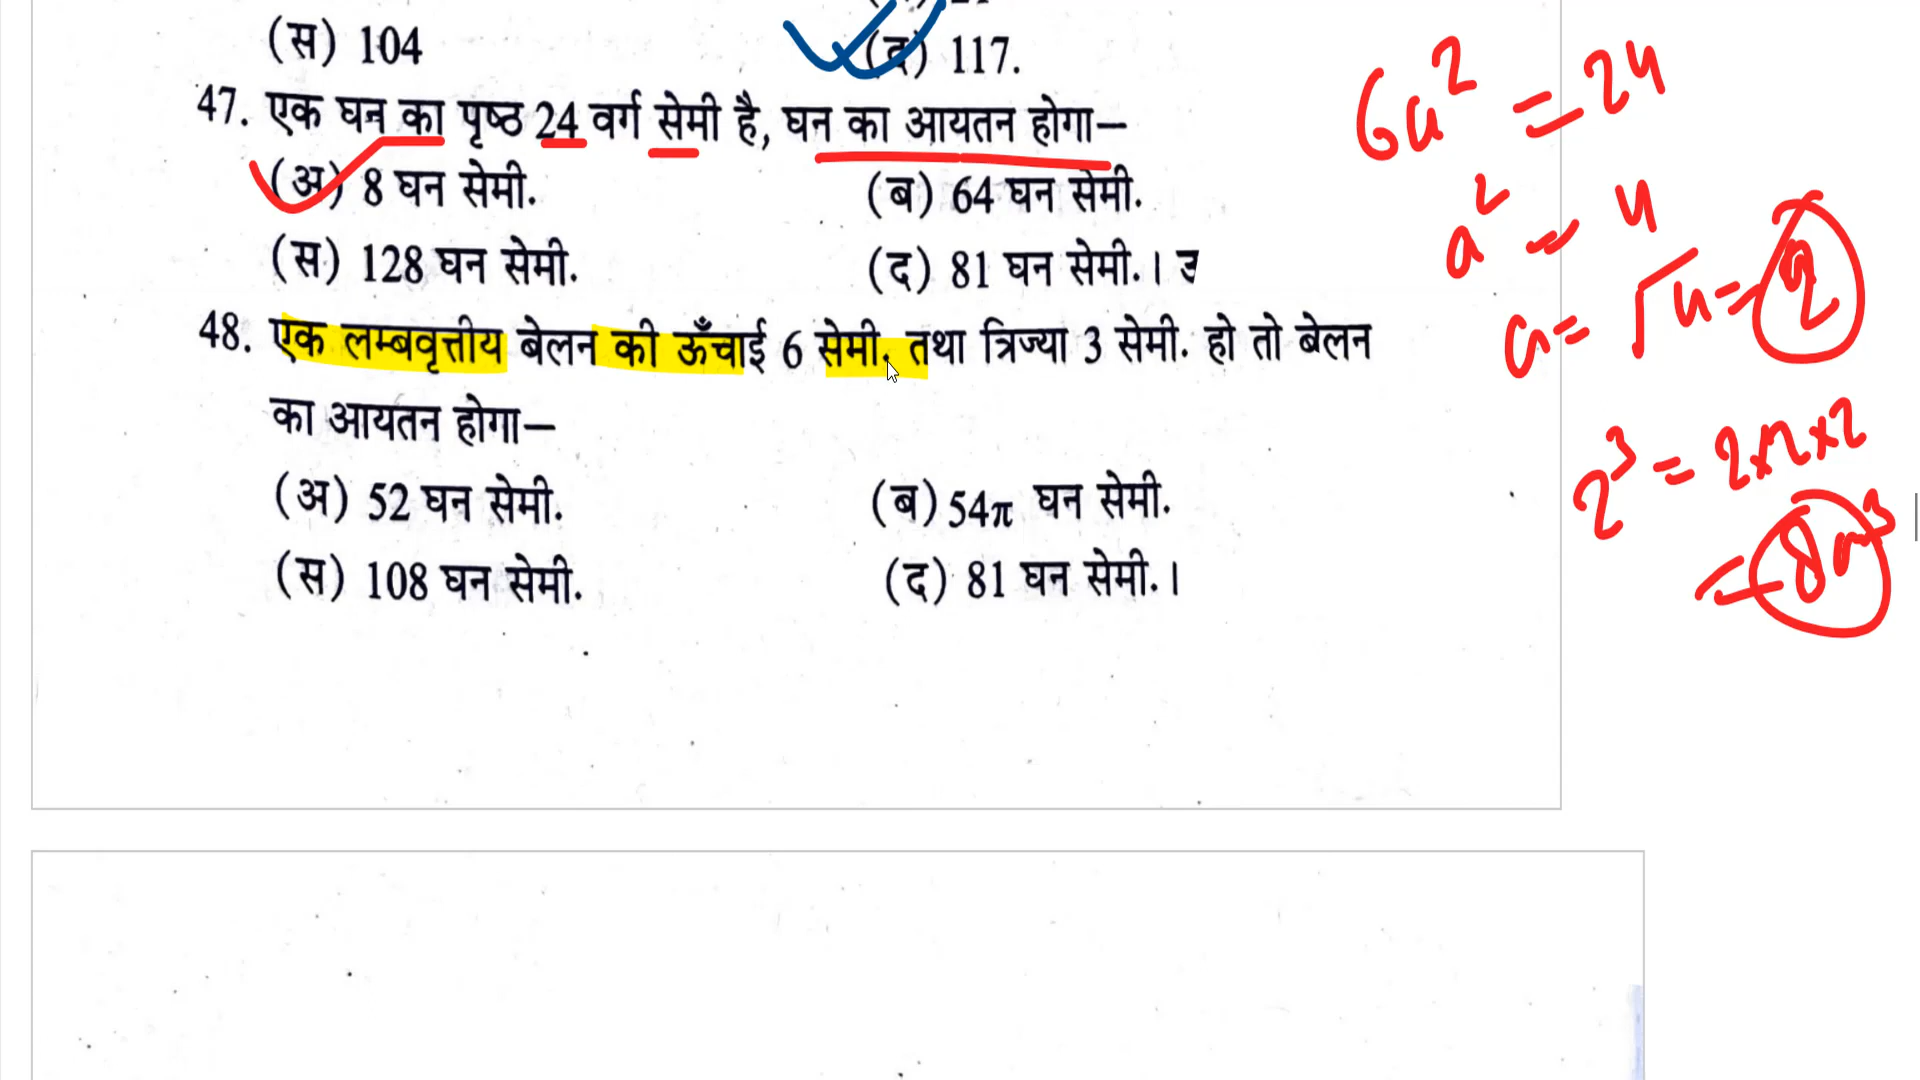 (स) 104
(द) 117.
47. एक घन का पृष्ठ 24 वर्ग सेमी है, घन का आयतन होगा—
(अ) 8 घन सेमी.
(ब) 64 घन सेमी.
(स) 128 घन सेमी.
(द) 81 घन सेमी.। उ
48. एक लम्बवृत्तीय बेलन की ऊँचाई 6 सेमी. तथा त्रिज्या 3 सेमी. हो तो बेलन
का आयतन होगा—
(अ) 52 घन सेमी.
(ब) 54π घन सेमी.
(स) 108 घन सेमी.
(द) 81 घन सेमी.।
6a² = 24
a² = 4
a = √4 = 2
2³ = 2×2×2